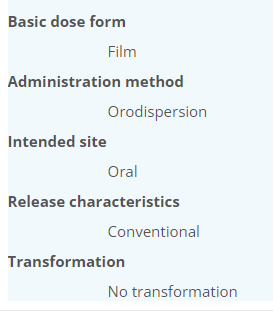 Basic dose form
Film
Administration method
Orodispersion
Intended site
Oral
Release characteristics
Conventional
Transformation
No transformation